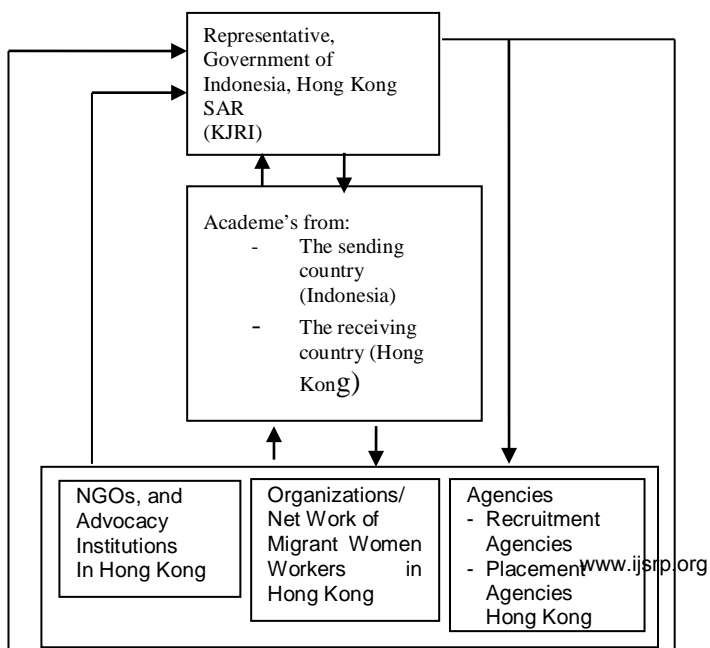 Representative,
Government of
Indonesia, Hong Kong
SAR
(KJRI)
Academe’s from:
- The sending
country
(Indonesia)
- The receiving
country (Hong
Kong)
NGOs, and
Advocacy
Institutions
In Hong Kong
Organizations/
Net Work of
Migrant Women
Workers in
Hong Kong
Agencies
- Recruitment
Agencies
- Placement
Agencies
Hong Kong
www.ijsrp.org